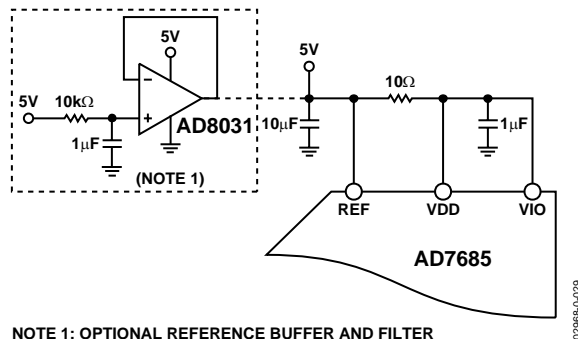 5V
5V
5V
10kΩ
10Ω
−
+
AD8031
10μF
1μF
1μF
(NOTE 1)
REF
VDD
VIO
AD7685
02968-0-029
NOTE 1: OPTIONAL REFERENCE BUFFER AND FILTER